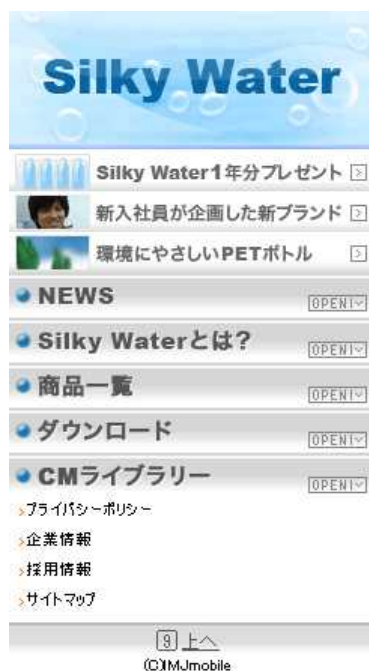 Silky Water
Silky Water1年分プレゼント
新入社員が企画した新ブランド
環境にやさしいPETボトル
NEWS
OPEN
Silky Waterとは?
OPEN
商品一覧
OPEN
ダウンロード
OPEN
CMライブラリー
OPEN
プライバシーポリシー
企業情報
採用情報
サイトマップ
9 上へ
(C)IMJmobile